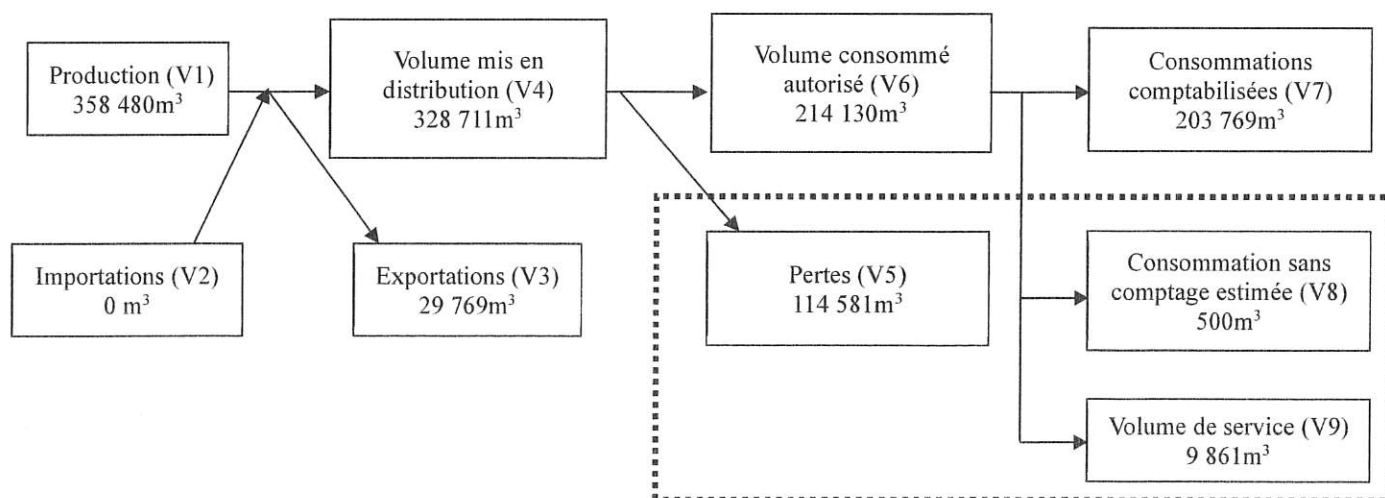 Production (V1)
358 480m³
Volume mis en
distribution (V4)
328 711m³
Volume consommé
autorisé (V6)
214 130m³
Consommations
comptabilisées (V7)
203 769m³
Importations (V2)
0 m³
Exportations (V3)
29 769m³
Pertes (V5)
114 581m³
Consommation sans
comptage estimée (V8)
500m³
Volume de service (V9)
9 861m³